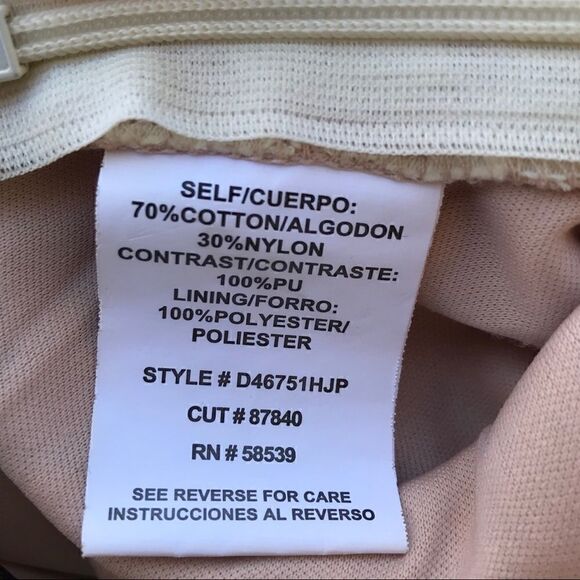 SELF/CUERPO:
70%COTTON/ALGODON
30%NYLON
CONTRAST/CONTRASTE:
100%PU
LINING/FORRO:
100%POLYESTER/
POLIESTER
STYLE # D46751HJP
CUT # 87840
RN # 58539
SEE REVERSE FOR CARE
INSTRUCCIONES AL REVERSO